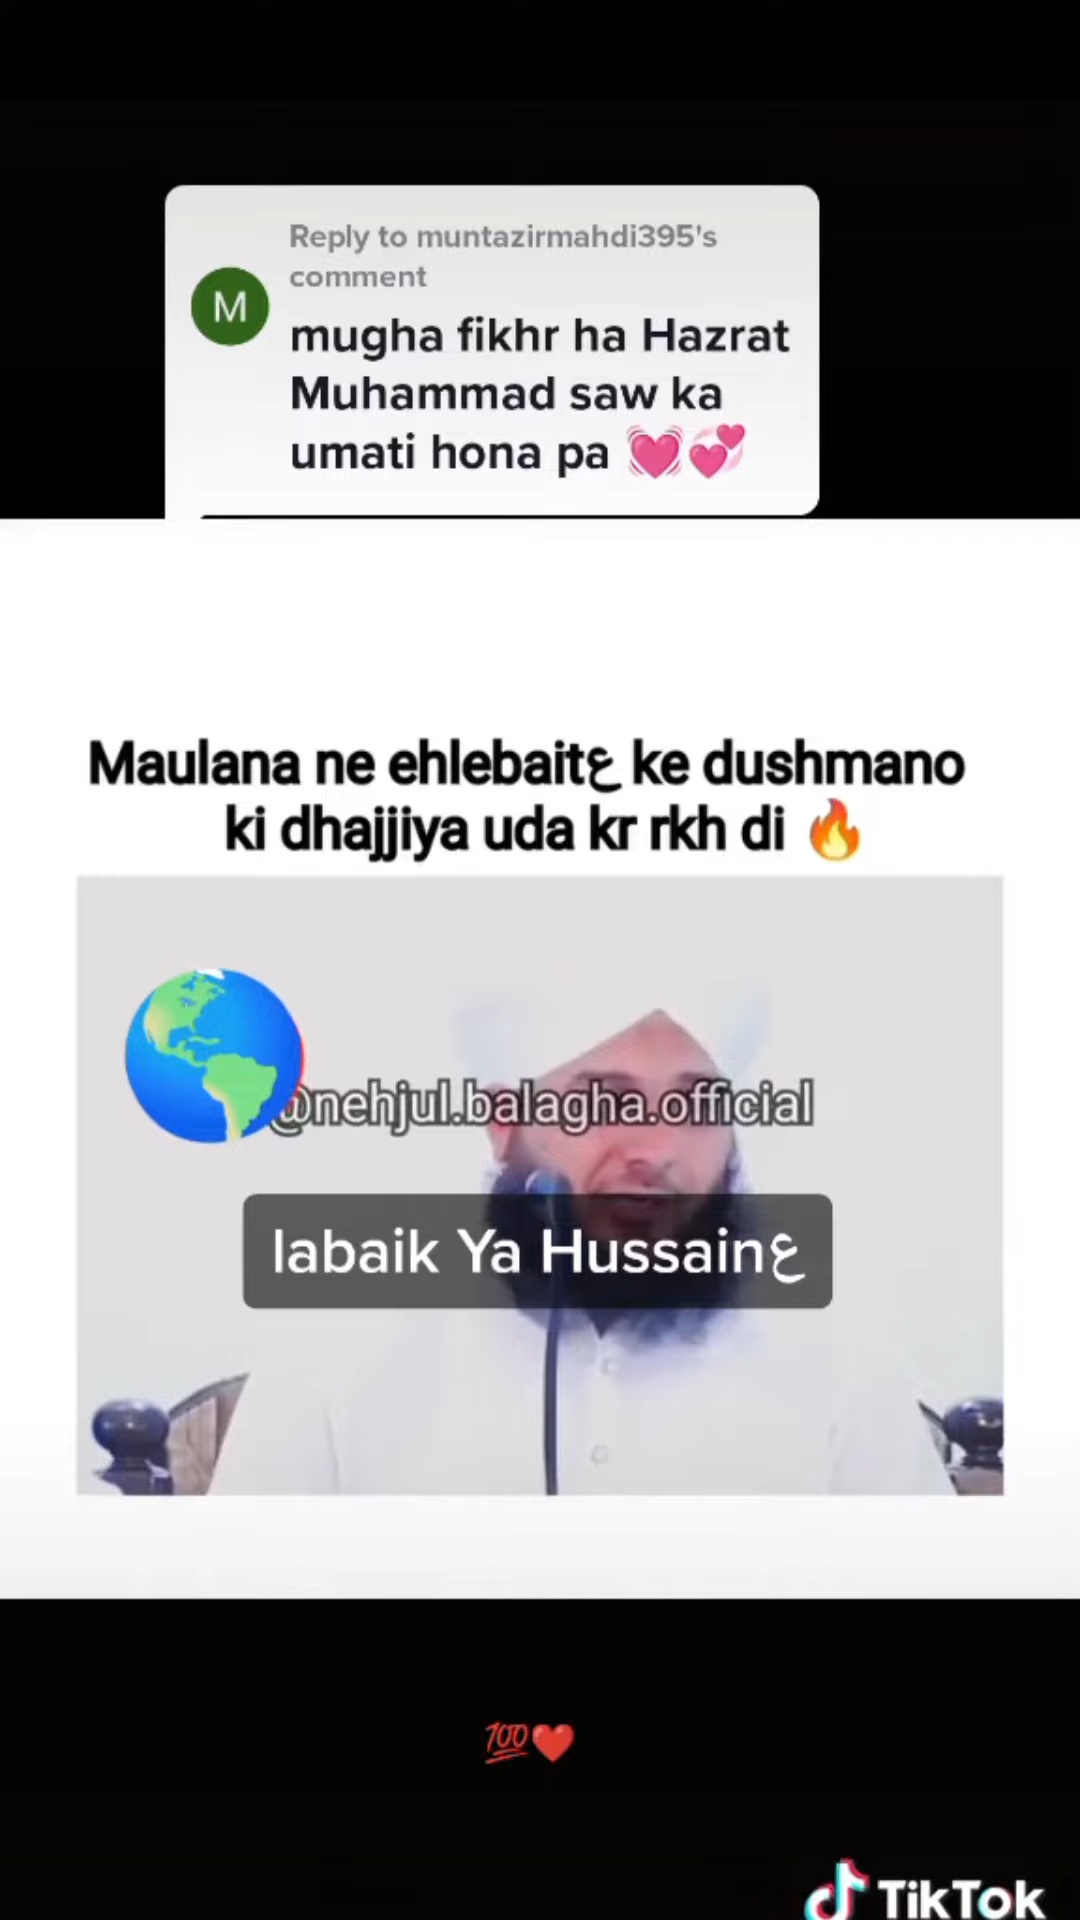 Reply to muntazirmahdi395's
comment
M
mugha fikhr ha Hazrat
Muhammad saw ka
umati hona pa 💓💞
Maulana ne ehlebaitع ke dushmano
ki dhajjiya uda kr rkh di 🔥
@nehjul.balagha.official
labaik Ya Hussainع
💯❤️
TikTok